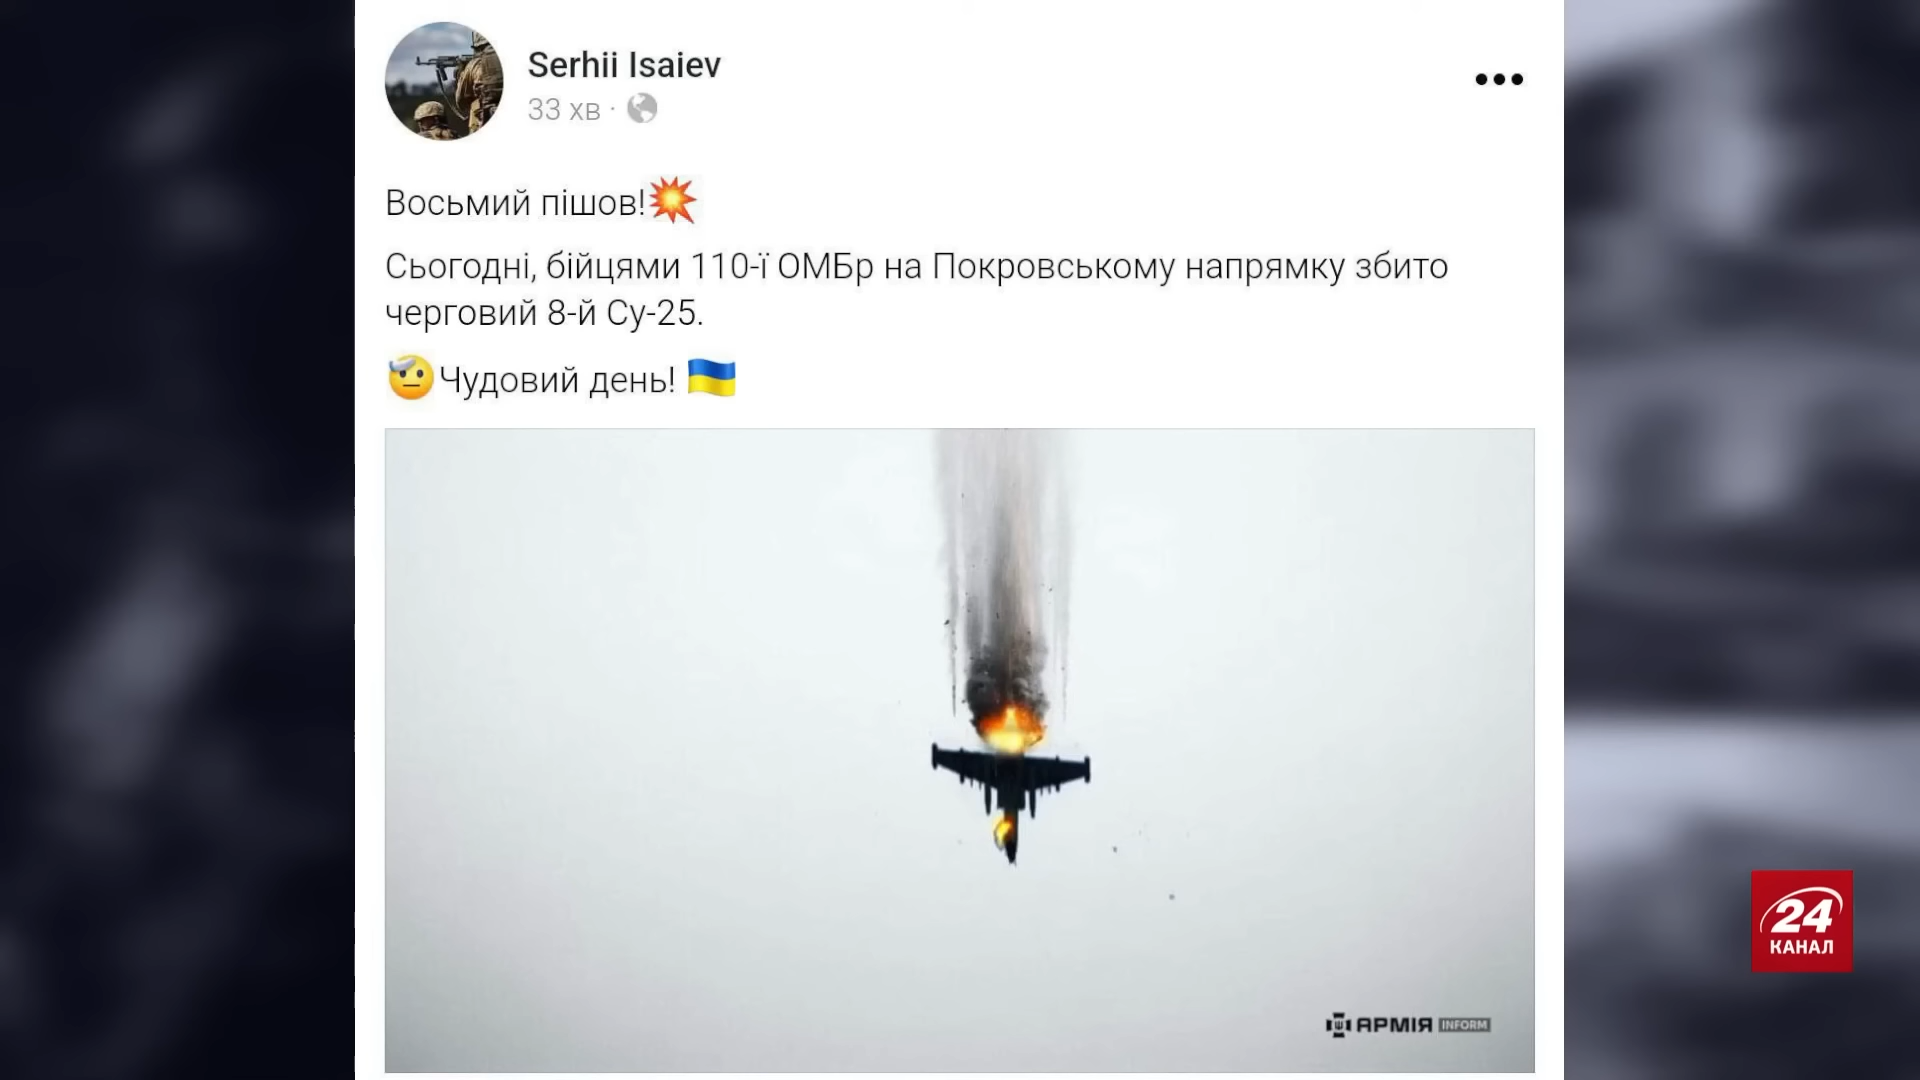 Serhii Isaiev
33 хв ·
Восьмий пішов!💥
Сьогодні, бійцями 110-ї ОМБр на Покровському напрямку збито
черговий 8-й Су-25.
🤕Чудовий день! 🇺🇦
АРМІЯ INFORM
24
КАНАЛ